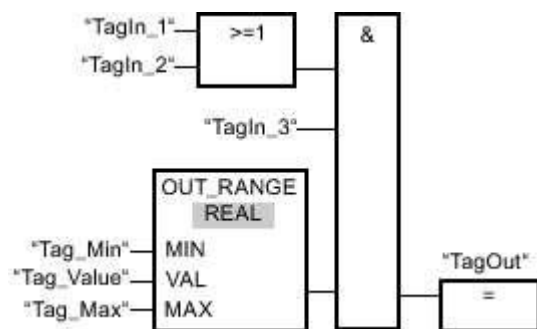 "TagIn_1"
>=1
&
"TagIn_2"
"TagIn_3"
OUT_RANGE
REAL
"Tag_Min"
MIN
"TagOut"
"Tag_Value"
VAL
=
"Tag_Max"
MAX